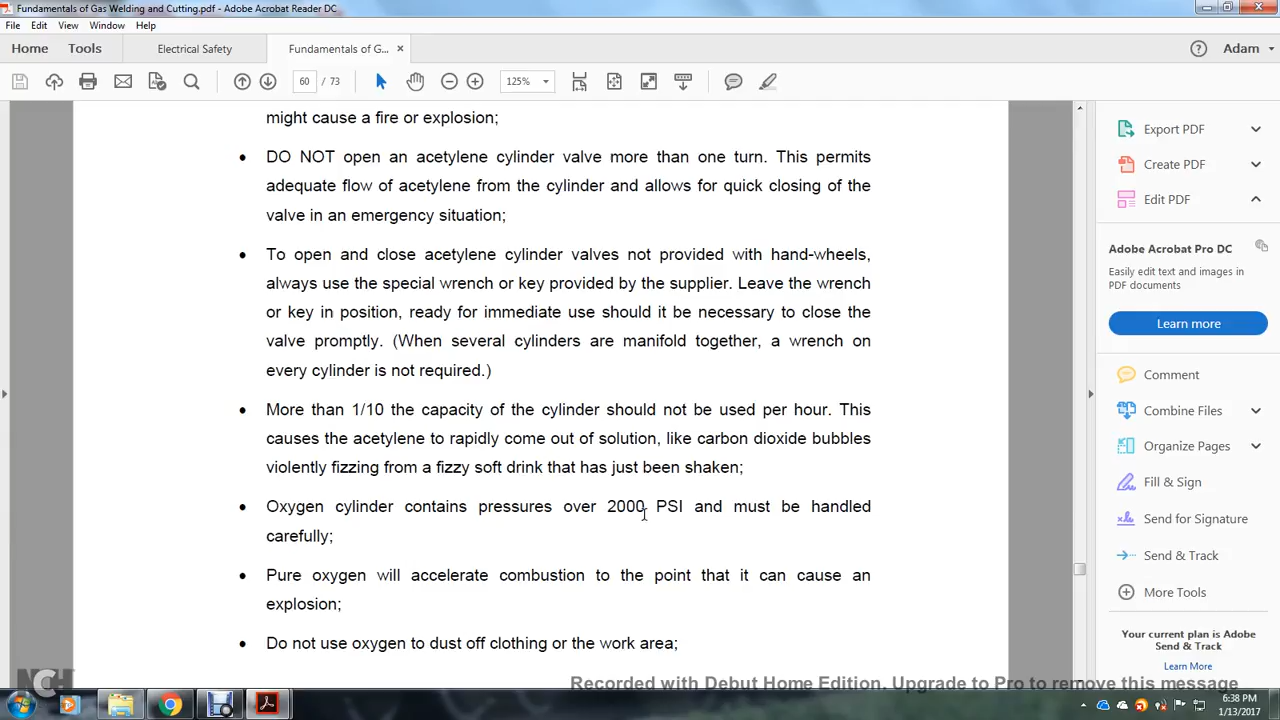 Fundamentals of Gas Welding and Cutting.pdf - Adobe Acrobat Reader DC
File Edit View Window Help
Home Tools Electrical Safety Fundamentals of G... × Adam
60 / 73 125%
might cause a fire or explosion;
• DO NOT open an acetylene cylinder valve more than one turn. This permits
adequate flow of acetylene from the cylinder and allows for quick closing of the
valve in an emergency situation;
• To open and close acetylene cylinder valves not provided with hand-wheels,
always use the special wrench or key provided by the supplier. Leave the wrench
or key in position, ready for immediate use should it be necessary to close the
valve promptly. (When several cylinders are manifold together, a wrench on
every cylinder is not required.)
• More than 1/10 the capacity of the cylinder should not be used per hour. This
causes the acetylene to rapidly come out of solution, like carbon dioxide bubbles
violently fizzing from a fizzy soft drink that has just been shaken;
• Oxygen cylinder contains pressures over 2000 PSI and must be handled
carefully;
• Pure oxygen will accelerate combustion to the point that it can cause an
explosion;
• Do not use oxygen to dust off clothing or the work area;
Export PDF
Create PDF
Edit PDF
Adobe Acrobat Pro DC
Easily edit text and images in
PDF documents
Learn more
Comment
Combine Files
Organize Pages
Fill & Sign
Send for Signature
Send & Track
More Tools
Your current plan is Adobe
Send & Track
Learn More
NCH
Recorded with Debut Home Edition. Upgrade to Pro to remove this message
6:38 PM
1/13/2017